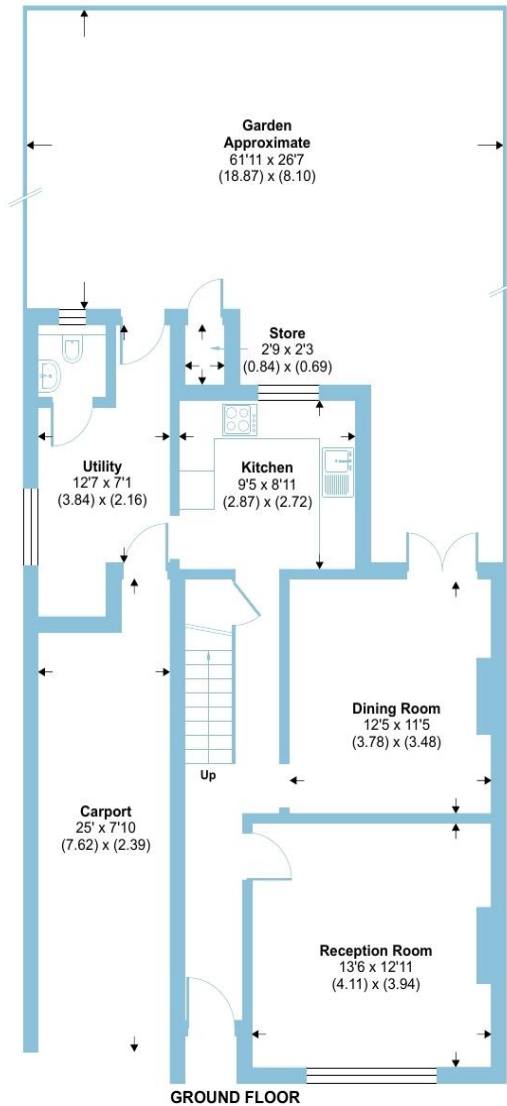 Garden
Approximate
61'11 x 26'7
(18.87) x (8.10)
Store
2'9 x 2'3
(0.84) x (0.69)
Utility
12'7 x 7'1
(3.84) x (2.16)
Kitchen
9'5 x 8'11
(2.87) x (2.72)
Dining Room
12'5 x 11'5
(3.78) x (3.48)
Up
Carport
25' x 7'10
(7.62) x (2.39)
Reception Room
13'6 x 12'11
(4.11) x (3.94)
GROUND FLOOR